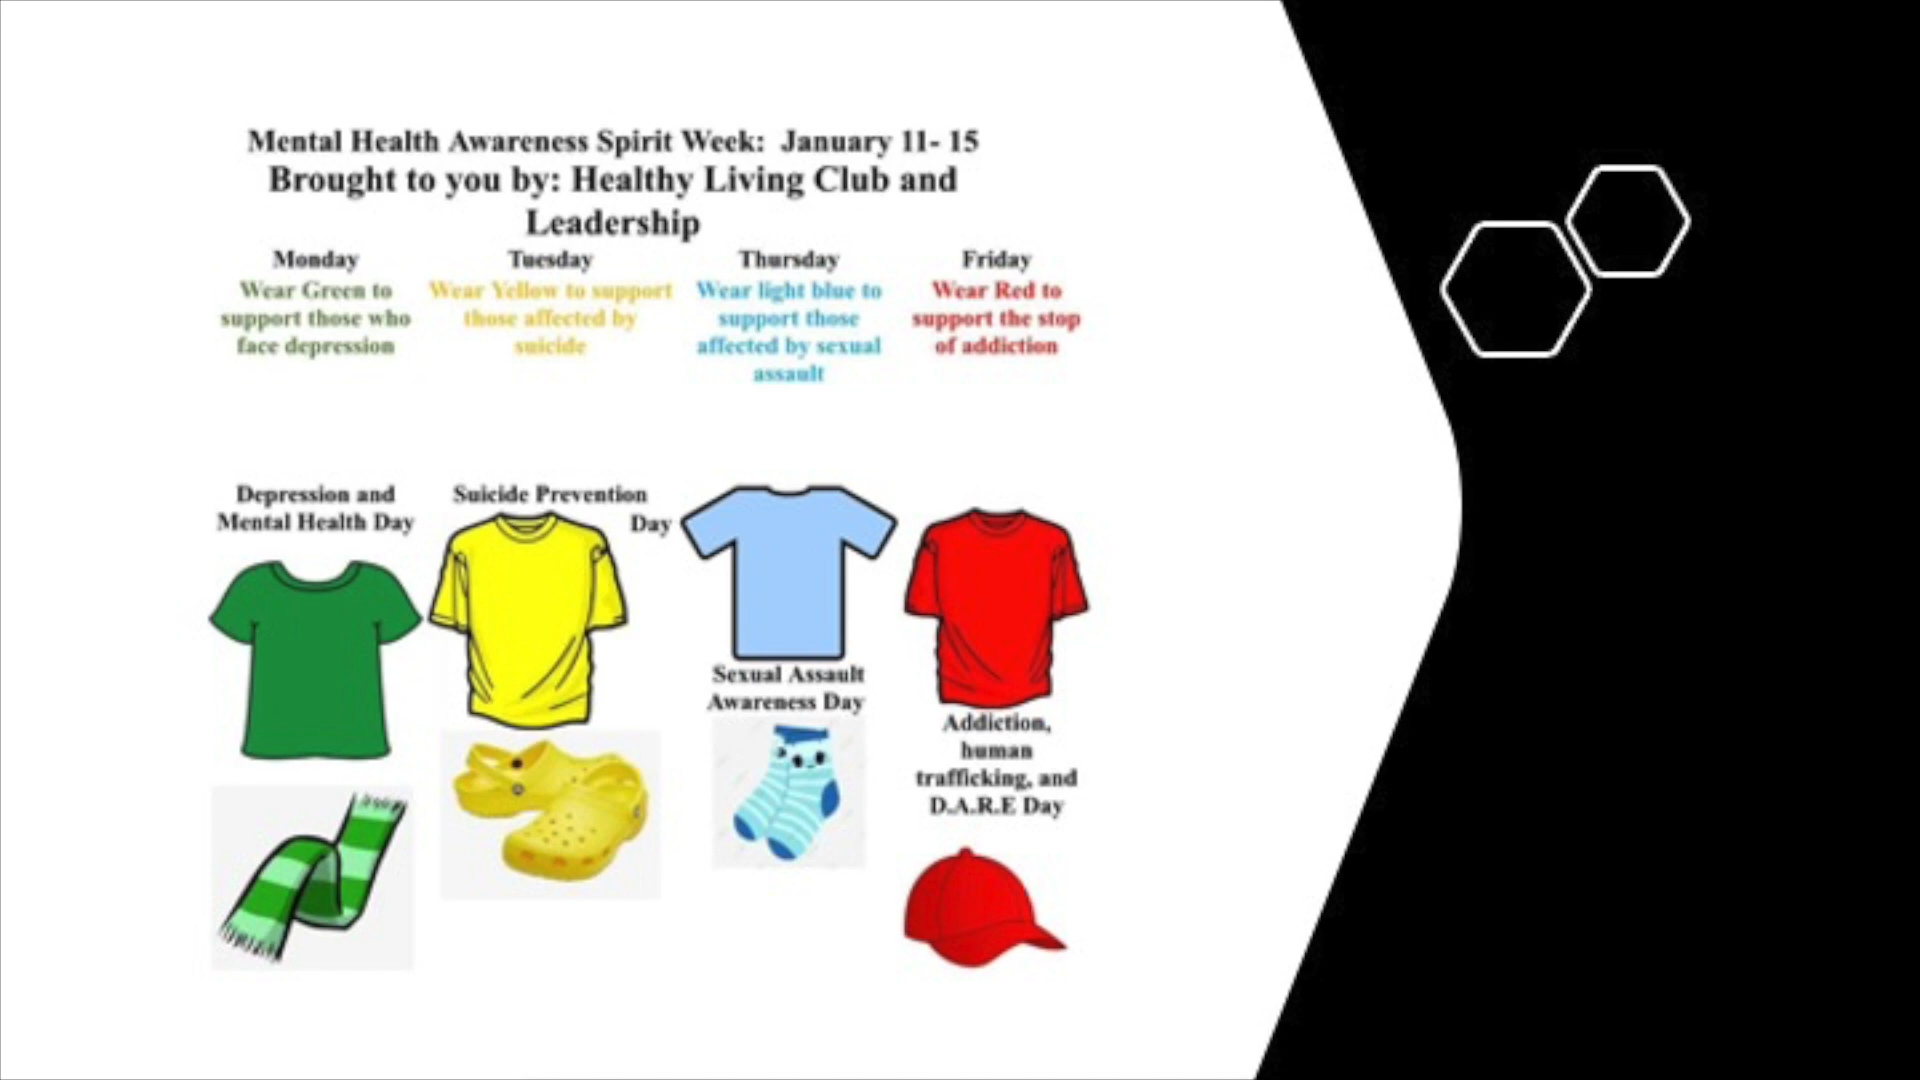 Mental Health Awareness Spirit Week: January 11- 15
Brought to you by: Healthy Living Club and
Leadership
Monday
Wear Green to
support those who
face depression
Tuesday
Wear Yellow to support
those affected by
suicide
Thursday
Wear light blue to
support those
affected by sexual
assault
Friday
Wear Red to
support the stop
of addiction
Depression and
Mental Health Day
Suicide Prevention
Day
Sexual Assault
Awareness Day
Addiction,
human
trafficking, and
D.A.R.E Day